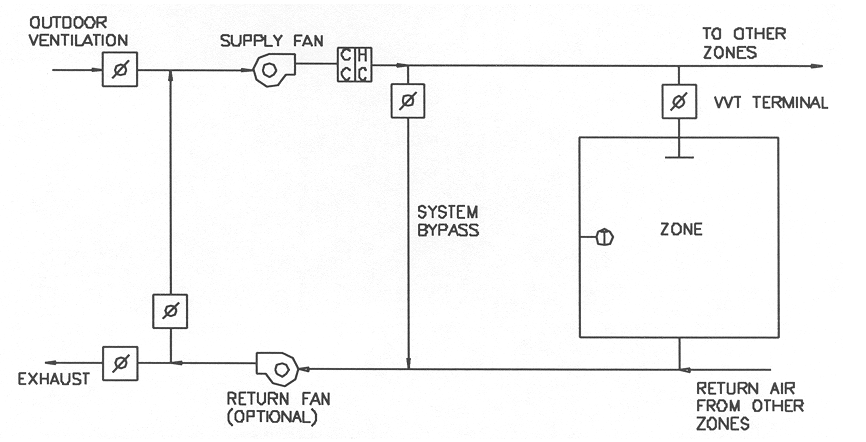 OUTDOOR
VENTILATION
SUPPLY FAN
C H
C C
TO OTHER
ZONES
VVT TERMINAL
SYSTEM
BYPASS
ZONE
T
EXHAUST
RETURN FAN
(OPTIONAL)
RETURN AIR
FROM OTHER
ZONES